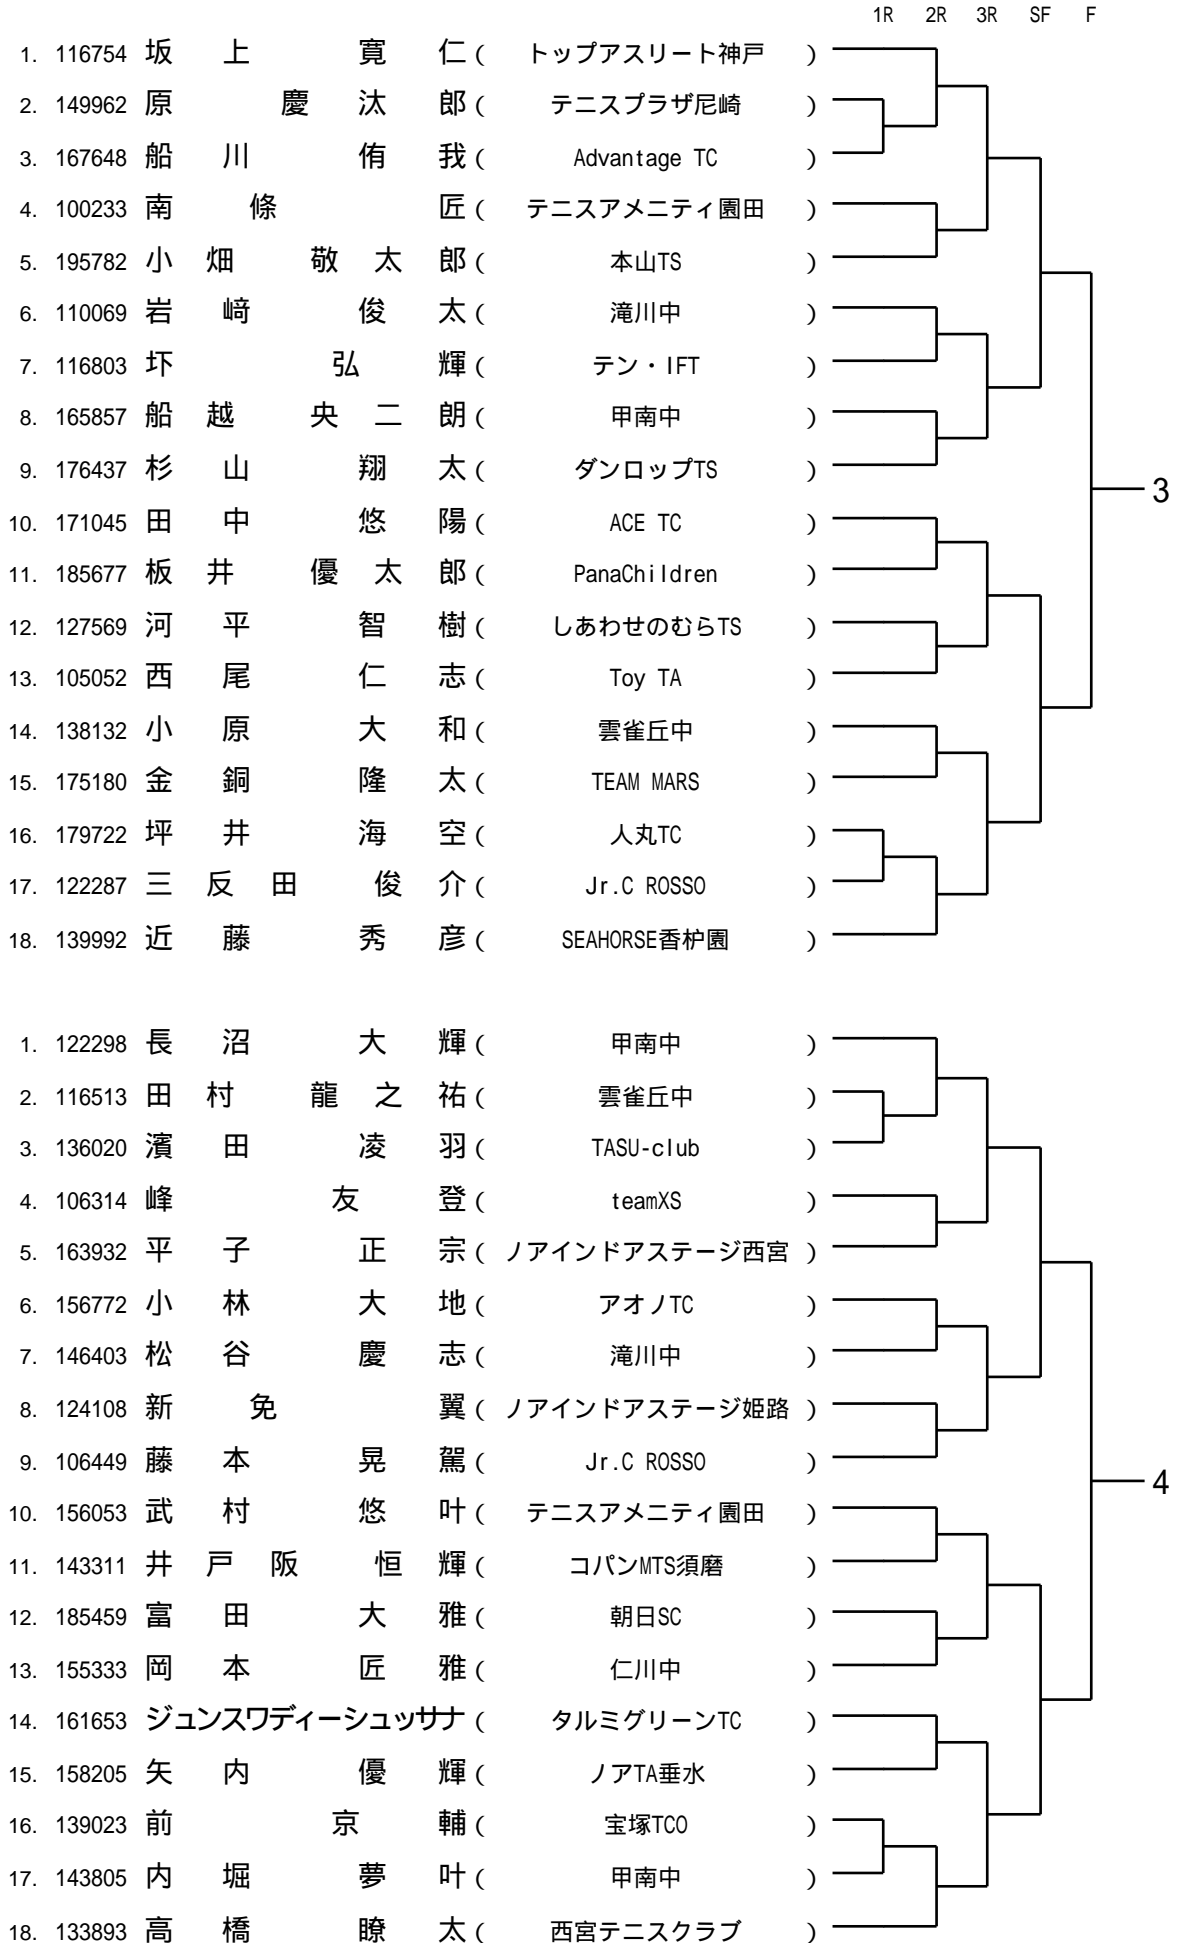 1R 2R 3R SF F
1. 116754 坂上 寛仁 ( トップアスリート神戸 )
2. 149962 原 慶汰郎 ( テニスプラザ尼崎 )
3. 167648 船川 侑我 ( Advantage TC )
4. 100233 南條 匠 ( テニスアメニティ園田 )
5. 195782 小畑 敬太郎 ( 本山TS )
6. 110069 岩﨑 俊太 ( 滝川中 )
7. 116803 圷 弘輝 ( テン・IFT )
8. 165857 船越 央二朗 ( 甲南中 )
9. 176437 杉山 翔太 ( ダンロップTS )
3
10. 171045 田中 悠陽 ( ACE TC )
11. 185677 板井 優太郎 ( PanaChildren )
12. 127569 河平 智樹 ( しあわせのむらTS )
13. 105052 西尾 仁志 ( Toy TA )
14. 138132 小原 大和 ( 雲雀丘中 )
15. 175180 金銅 隆太 ( TEAM MARS )
16. 179722 坪井 海空 ( 人丸TC )
17. 122287 三反田 俊介 ( Jr.C ROSSO )
18. 139992 近藤 秀彦 ( SEAHORSE香枦園 )
1. 122298 長沼 大輝 ( 甲南中 )
2. 116513 田村 龍之祐 ( 雲雀丘中 )
3. 136020 濱田 凌羽 ( TASU-club )
4. 106314 峰 友登 ( teamXS )
5. 163932 平子 正宗 ( ノアインドアステージ西宮 )
6. 156772 小林 大地 ( アオノTC )
7. 146403 松谷 慶志 ( 滝川中 )
8. 124108 新免 翼 ( ノアインドアステージ姫路 )
9. 106449 藤本 晃駕 ( Jr.C ROSSO )
4
10. 156053 武村 悠叶 ( テニスアメニティ園田 )
11. 143311 井戸阪 恒輝 ( コパンMTS須磨 )
12. 185459 富田 大雅 ( 朝日SC )
13. 155333 岡本 匠雅 ( 仁川中 )
14. 161653 ジュンスワディーシュッサナ ( タルミグリーンTC )
15. 158205 矢内 優輝 ( ノアTA垂水 )
16. 139023 前 京輔 ( 宝塚TCO )
17. 143805 内堀 夢叶 ( 甲南中 )
18. 133893 高橋 瞭太 ( 西宮テニスクラブ )